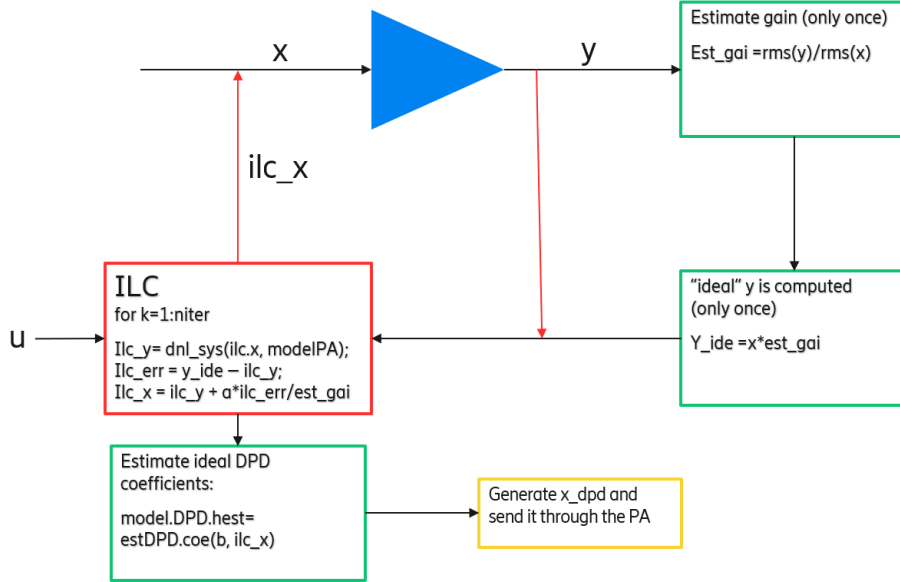 x
y
Estimate gain (only once)
Est_gai =rms(y)/rms(x)
ilc_x
"ideal" y is computed
(only once)
Y_ide =x*est_gai
u
ILC
for k=1:niter
Ilc_y= dnl_sys(ilc.x, modelPA);
Ilc_err = y_ide – ilc_y;
Ilc_x = ilc_y + a*ilc_err/est_gai
Estimate ideal DPD
coefficients:
model.DPD.hest=
estDPD.coe(b, ilc_x)
Generate x_dpd and
send it through the PA